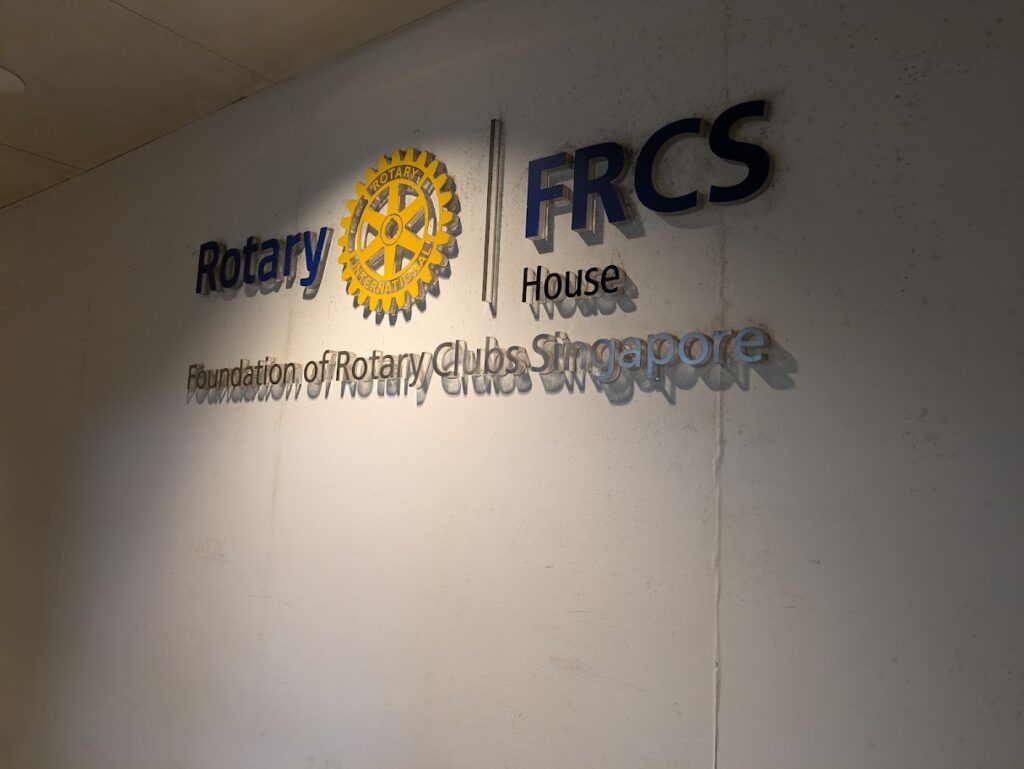 Rotary
ROTARY
INTERNATIONAL
FRCS
House
Foundation of Rotary Clubs Singapore